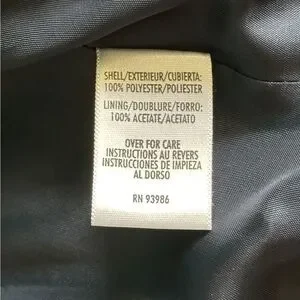 SHELL/EXTERIEUR/CUBIERTA:
100% POLYESTER/POLIESTER
LINING/DOUBLURE/FORRO:
100% ACETATE/ACETATO
OVER FOR CARE
INSTRUCTIONS AU REVERS
INSTRUCCIONES DE IMPIEZA
AL DORSO
RN 93986